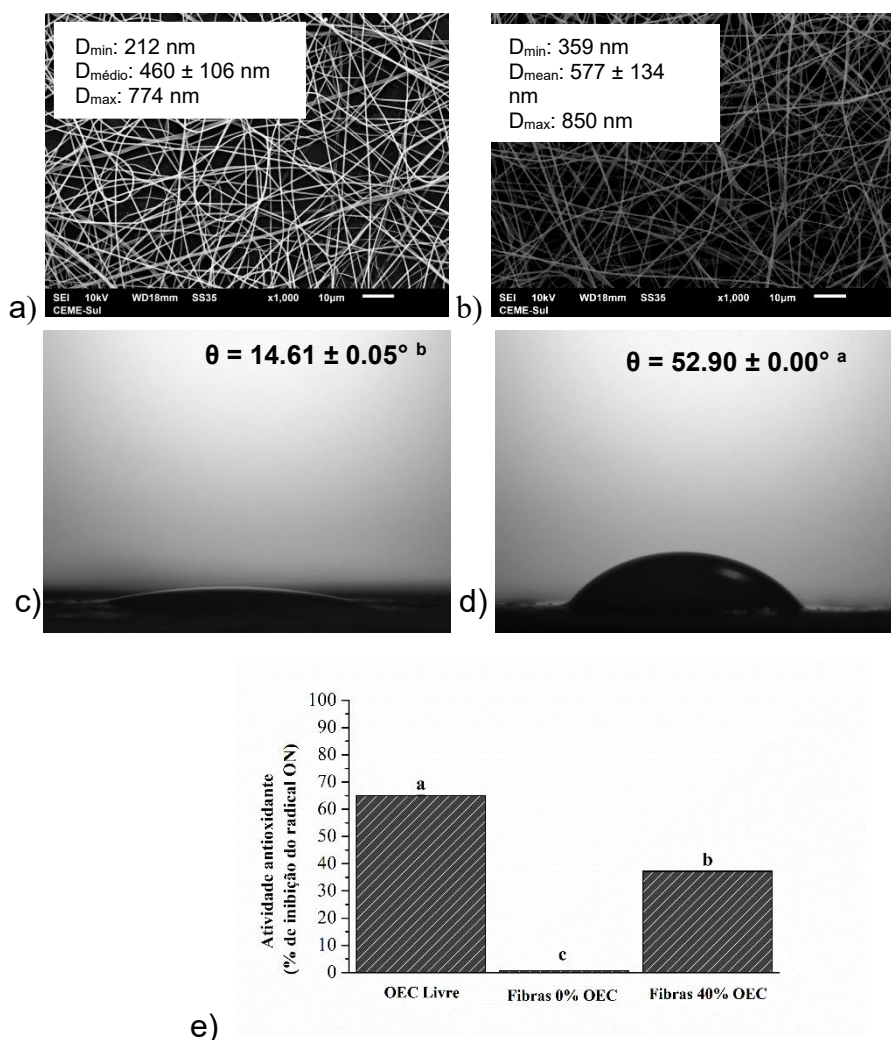 Dmin: 212 nm
Dmédio: 460 ± 106 nm
Dmax: 774 nm
SEI 10kV WD18mm SS35 x1,000 10µm
CEME-Sul
a)
Dmin: 359 nm
Dmean: 577 ± 134
nm
Dmax: 850 nm
SEI 10kV WD18mm SS35 x1,000 10µm
CEME-Sul
b)
θ = 14.61 ± 0.05° b
c)
θ = 52.90 ± 0.00° a
d)
Atividade antioxidante
(% de inibição do radical ON)
100
90
80
70
60
50
40
30
20
10
0
a
c
b
OEC Livre
Fibras 0% OEC
Fibras 40% OEC
e)